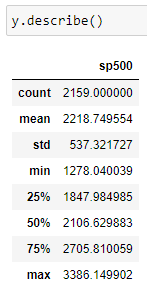 y.describe()
sp500
count 2159.000000
mean 2218.749554
std 537.321727
min 1278.040039
25% 1847.984985
50% 2106.629883
75% 2705.810059
max 3386.149902